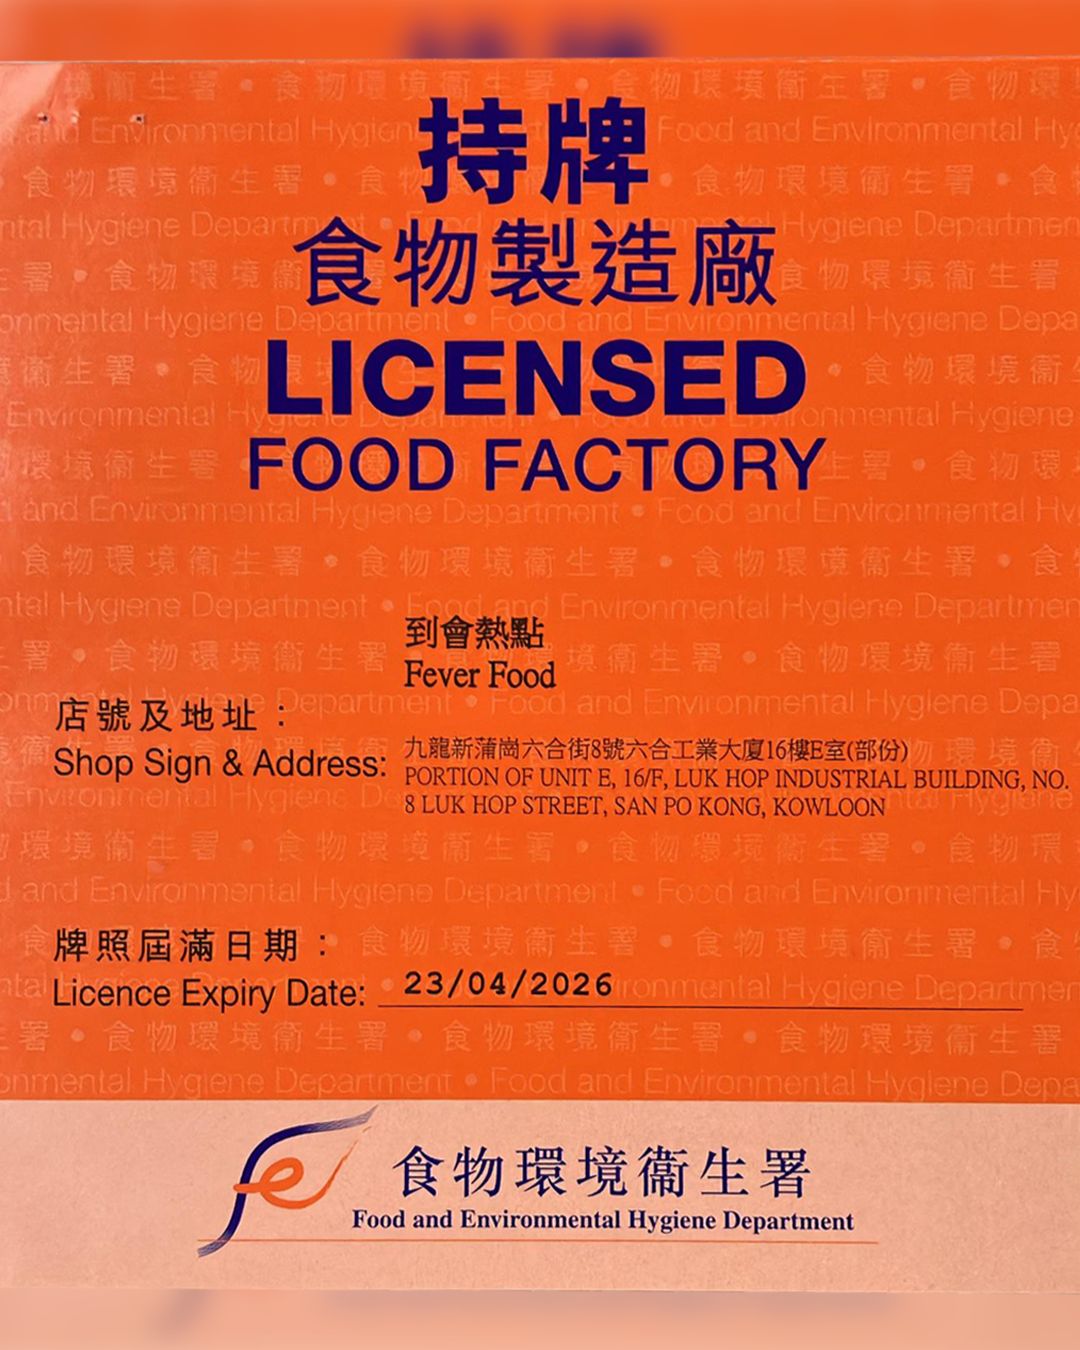 持牌
食物製造廠
LICENSED
FOOD FACTORY
到會熱點
Fever Food
店號及地址：
Shop Sign & Address:
九龍新蒲崗六合街8號六合工業大廈16樓E室(部份)
PORTION OF UNIT E, 16/F, LUK HOP INDUSTRIAL BUILDING, NO.
8 LUK HOP STREET, SAN PO KONG, KOWLOON
牌照屆滿日期：
Licence Expiry Date: 23/04/2026
食物環境衞生署
Food and Environmental Hygiene Department